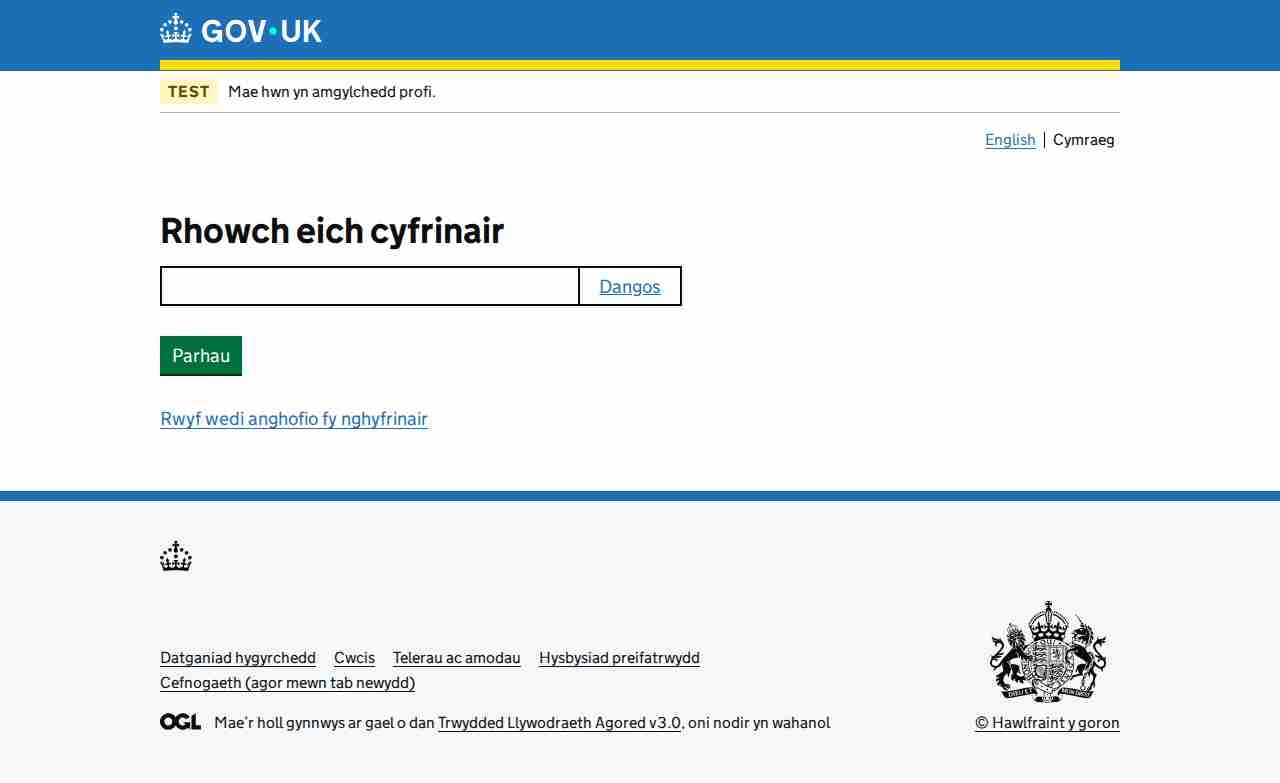 GOV·UK
TEST Mae hwn yn amgylchedd profi.
English | Cymraeg
Rhowch eich cyfrinair
Dangos
Parhau
Rwyf wedi anghofio fy nghyfrinair
Datganiad hygyrchedd Cwcis Telerau ac amodau Hysbysiad preifatrwydd
Cefnogaeth (agor mewn tab newydd)
OGL Mae'r holl gynnwys ar gael o dan Trwydded Llywodraeth Agored v3.0, oni nodir yn wahanol
© Hawlfraint y goron